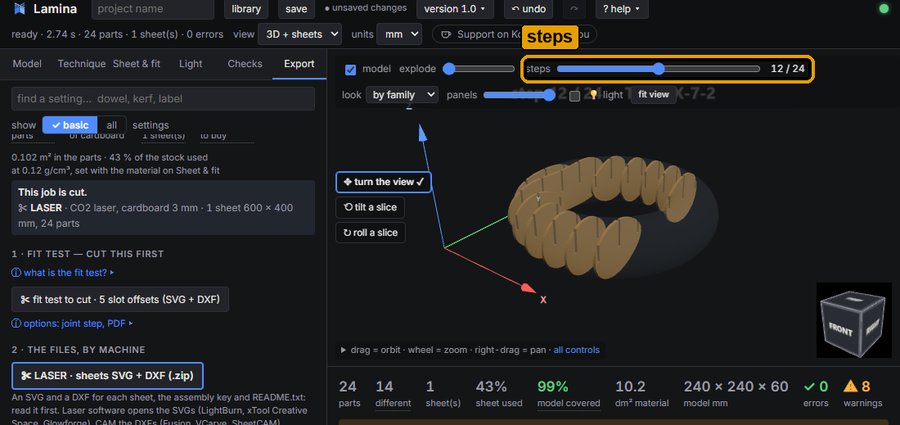 Lamina
project name
library
save
unsaved changes
version 1.0
undo
? help
ready · 2.74 s · 24 parts · 1 sheet(s) · 0 errors
view
3D + sheets
units
mm
Support on
steps
Model
Technique
Sheet & fit
Light
Checks
Export
model
explode
steps
12 / 24
look
by family
panels
light
fit view
find a setting... dowel, kerf, label
show
✓ basic
all
settings
parts
of cardboard
1 sheet(s)
to buy
0.102 m² in the parts · 43 % of the stock used
at 0.12 g/cm³, set with the material on Sheet & fit
This job is cut.
LASER · CO2 laser, cardboard 3 mm · 1 sheet 600 × 400
mm, 24 parts
1 · FIT TEST — CUT THIS FIRST
ⓘ what is the fit test? ▸
fit test to cut · 5 slot offsets (SVG + DXF)
ⓘ options: joint step, PDF ▸
2 · THE FILES, BY MACHINE
LASER · sheets SVG + DXF (.zip)
An SVG and a DXF for each sheet, the assembly key and README.txt:
read it first. Laser software opens the SVGs (LightBurn, xTool Creative
Space, Glowforge), CAM the DXFs (Fusion, VCarve, SheetCAM)
turn the view ✓
tilt a slice
roll a slice
Y
X
FRONT
RIGHT
▸ drag = orbit · wheel = zoom · right-drag = pan · all controls
24
parts
14
different
1
sheet(s)
43%
sheet used
99%
model covered
10.2
dm² material
240 × 240 × 60
model mm
✓ 0
errors
8
warnings